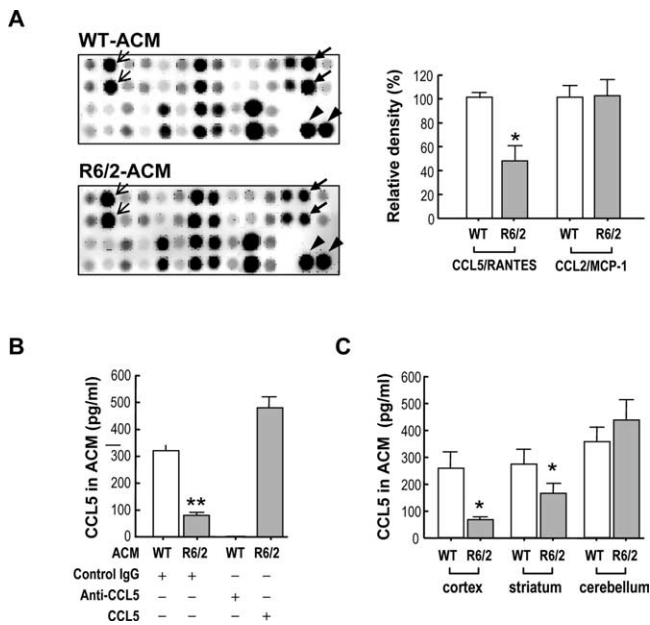 A
WT-ACM
R6/2-ACM
Relative density (%)
120
100
80
60
40
20
0
*
WT R6/2 WT R6/2
CCL5/RANTES CCL2/MCP-1
B
CCL5 in ACM (pg/ml)
600
500
400
300
200
100
0
**
ACM WT R6/2 WT R6/2
Control IgG + + – –
Anti-CCL5 – – + –
CCL5 – – – +
C
CCL5 in ACM (pg/ml)
600
500
400
300
200
100
0
* *
WT R6/2 WT R6/2 WT R6/2
cortex striatum cerebellum